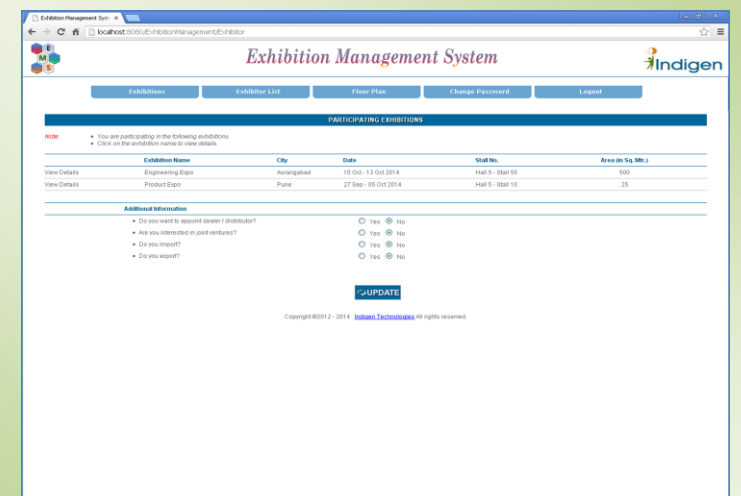 Exhibition Management Syste
localhost:8080/ExhibitionManagement/Exhibitor
E
M
S
Exhibition Management System
Indigen
Exhibitions Exhibitor List Floor Plan Change Password Logout
PARTICIPATING EXHIBITIONS
Note: • You are participating in the following exhibitions.
• Click on the exhibition name to view details.
Exhibition Name City Date Stall No. Area (in Sq. Mtr.)
View Details Engineering Expo Aurangabad 10 Oct - 13 Oct 2014 Hall 5 - Stall 55 500
View Details Product Expo Pune 27 Sep - 05 Oct 2014 Hall 5 - Stall 10 25
Additional Information
• Do you want to appoint dealer / distributor? Yes No
• Are you interested in joint ventures? Yes No
• Do you import? Yes No
• Do you export? Yes No
UPDATE
Copyright©2012 - 2014 Indigen Technologies.All rights reserved.